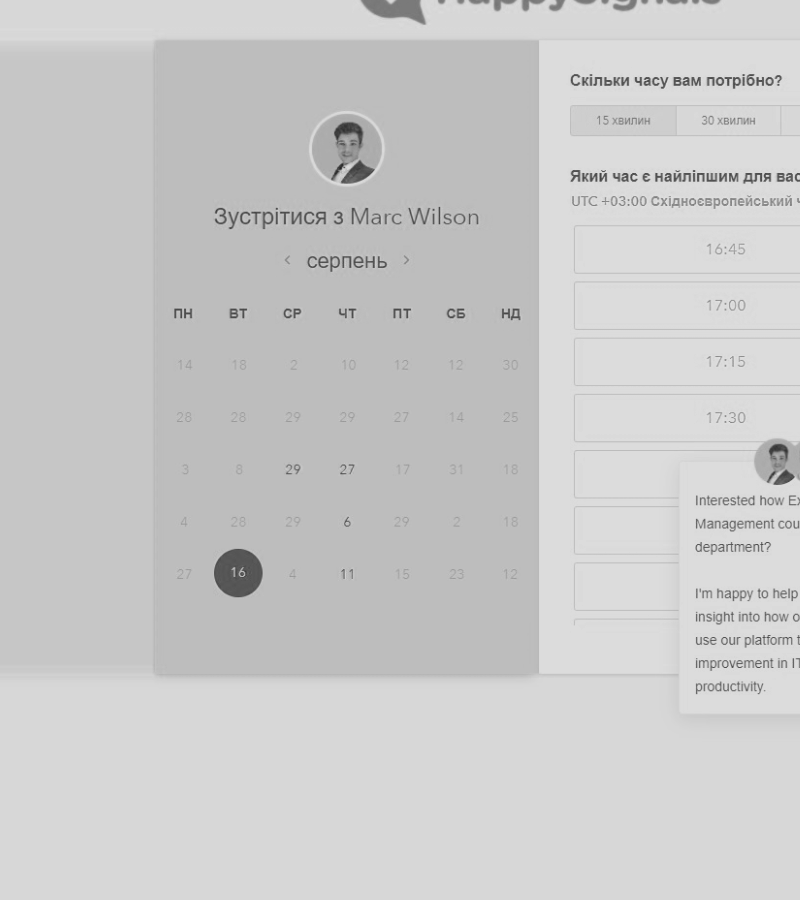 HappySignals
Зустрітися з Marc Wilson
серпень
ПН ВТ СР ЧТ ПТ СБ НД
14 18 2 10 12 12 30
28 28 29 29 27 14 25
3 8 29 27 17 31 18
4 28 29 6 29 2 18
27 16 4 11 15 23 12
Скільки часу вам потрібно?
15 хвилин 30 хвилин
Який час є найліпшим для вас
UTC +03:00 Східноєвропейський ч
16:45
17:00
17:15
17:30
Interested how Ex
Management cou
department?
I'm happy to help
insight into how o
use our platform t
improvement in IT
productivity.